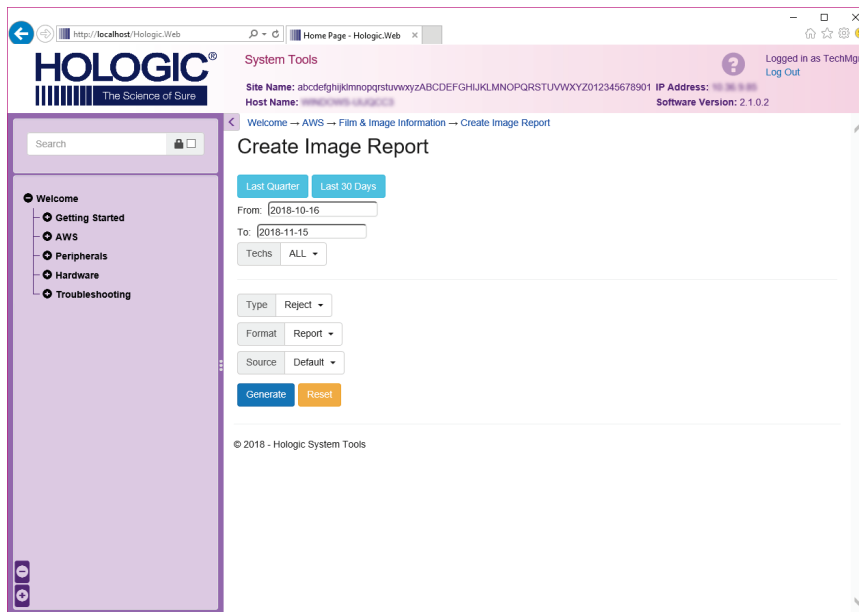 http://localhost/Hologic.Web
Home Page - Hologic.Web
HOLOGIC®
The Science of Sure
System Tools
Logged in as TechMgr
Log Out
Site Name: abcdefghijklmnopqrstuvwxyzABCDEFGHIJKLMNOPQRSTUVWXYZ012345678901 IP Address:
Host Name:
Software Version: 2.1.0.2
Search
Welcome
Getting Started
AWS
Peripherals
Hardware
Troubleshooting
Welcome → AWS → Film & Image Information → Create Image Report
Create Image Report
Last Quarter Last 30 Days
From: 2018-10-16
To: 2018-11-15
Techs ALL
Type Reject
Format Report
Source Default
Generate Reset
© 2018 - Hologic System Tools